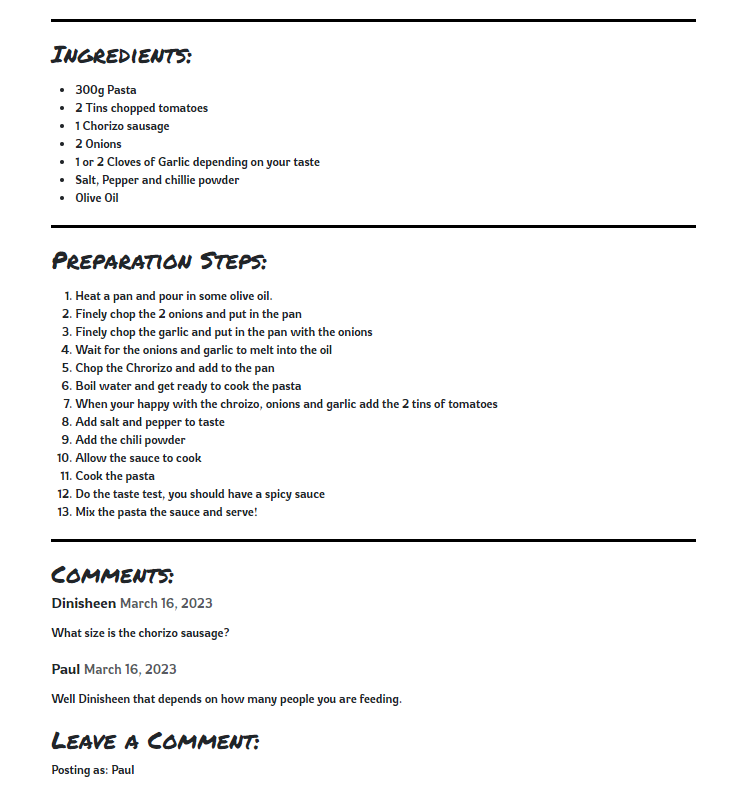 Ingredients:
300g Pasta
2 Tins chopped tomatoes
1 Chorizo sausage
2 Onions
1 or 2 Cloves of Garlic depending on your taste
Salt, Pepper and chillie powder
Olive Oil
Preparation Steps:
1. Heat a pan and pour in some olive oil.
2. Finely chop the 2 onions and put in the pan
3. Finely chop the garlic and put in the pan with the onions
4. Wait for the onions and garlic to melt into the oil
5. Chop the Chrorizo and add to the pan
6. Boil water and get ready to cook the pasta
7. When your happy with the chroizo, onions and garlic add the 2 tins of tomatoes
8. Add salt and pepper to taste
9. Add the chili powder
10. Allow the sauce to cook
11. Cook the pasta
12. Do the taste test, you should have a spicy sauce
13. Mix the pasta the sauce and serve!
Comments:
Dinisheen March 16, 2023
What size is the chorizo sausage?
Paul March 16, 2023
Well Dinisheen that depends on how many people you are feeding.
Leave a Comment:
Posting as: Paul